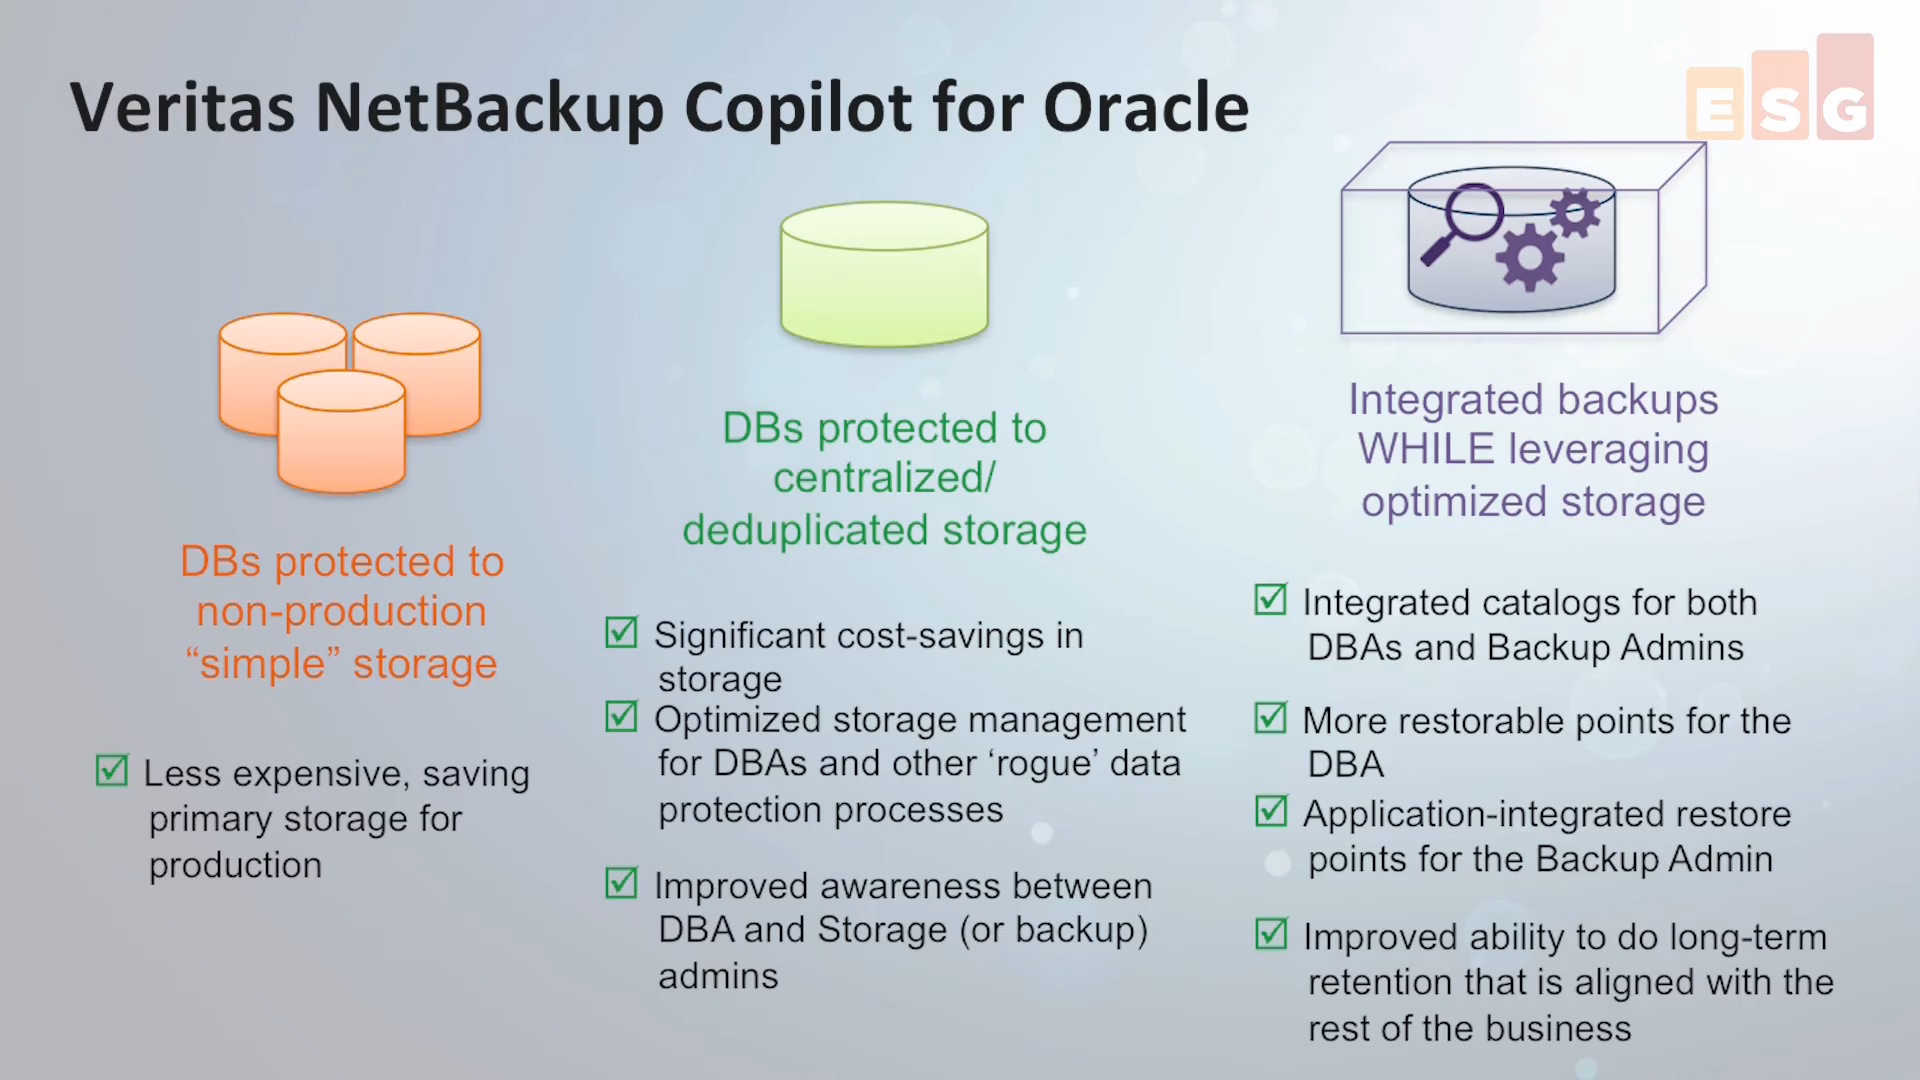 Veritas NetBackup Copilot for Oracle
ESG
DBs protected to
non-production
“simple” storage
Less expensive, saving
primary storage for
production
DBs protected to
centralized/
deduplicated storage
Significant cost-savings in
storage
Optimized storage management
for DBAs and other ‘rogue’ data
protection processes
Improved awareness between
DBA and Storage (or backup)
admins
Integrated backups
WHILE leveraging
optimized storage
Integrated catalogs for both
DBAs and Backup Admins
More restorable points for the
DBA
Application-integrated restore
points for the Backup Admin
Improved ability to do long-term
retention that is aligned with the
rest of the business